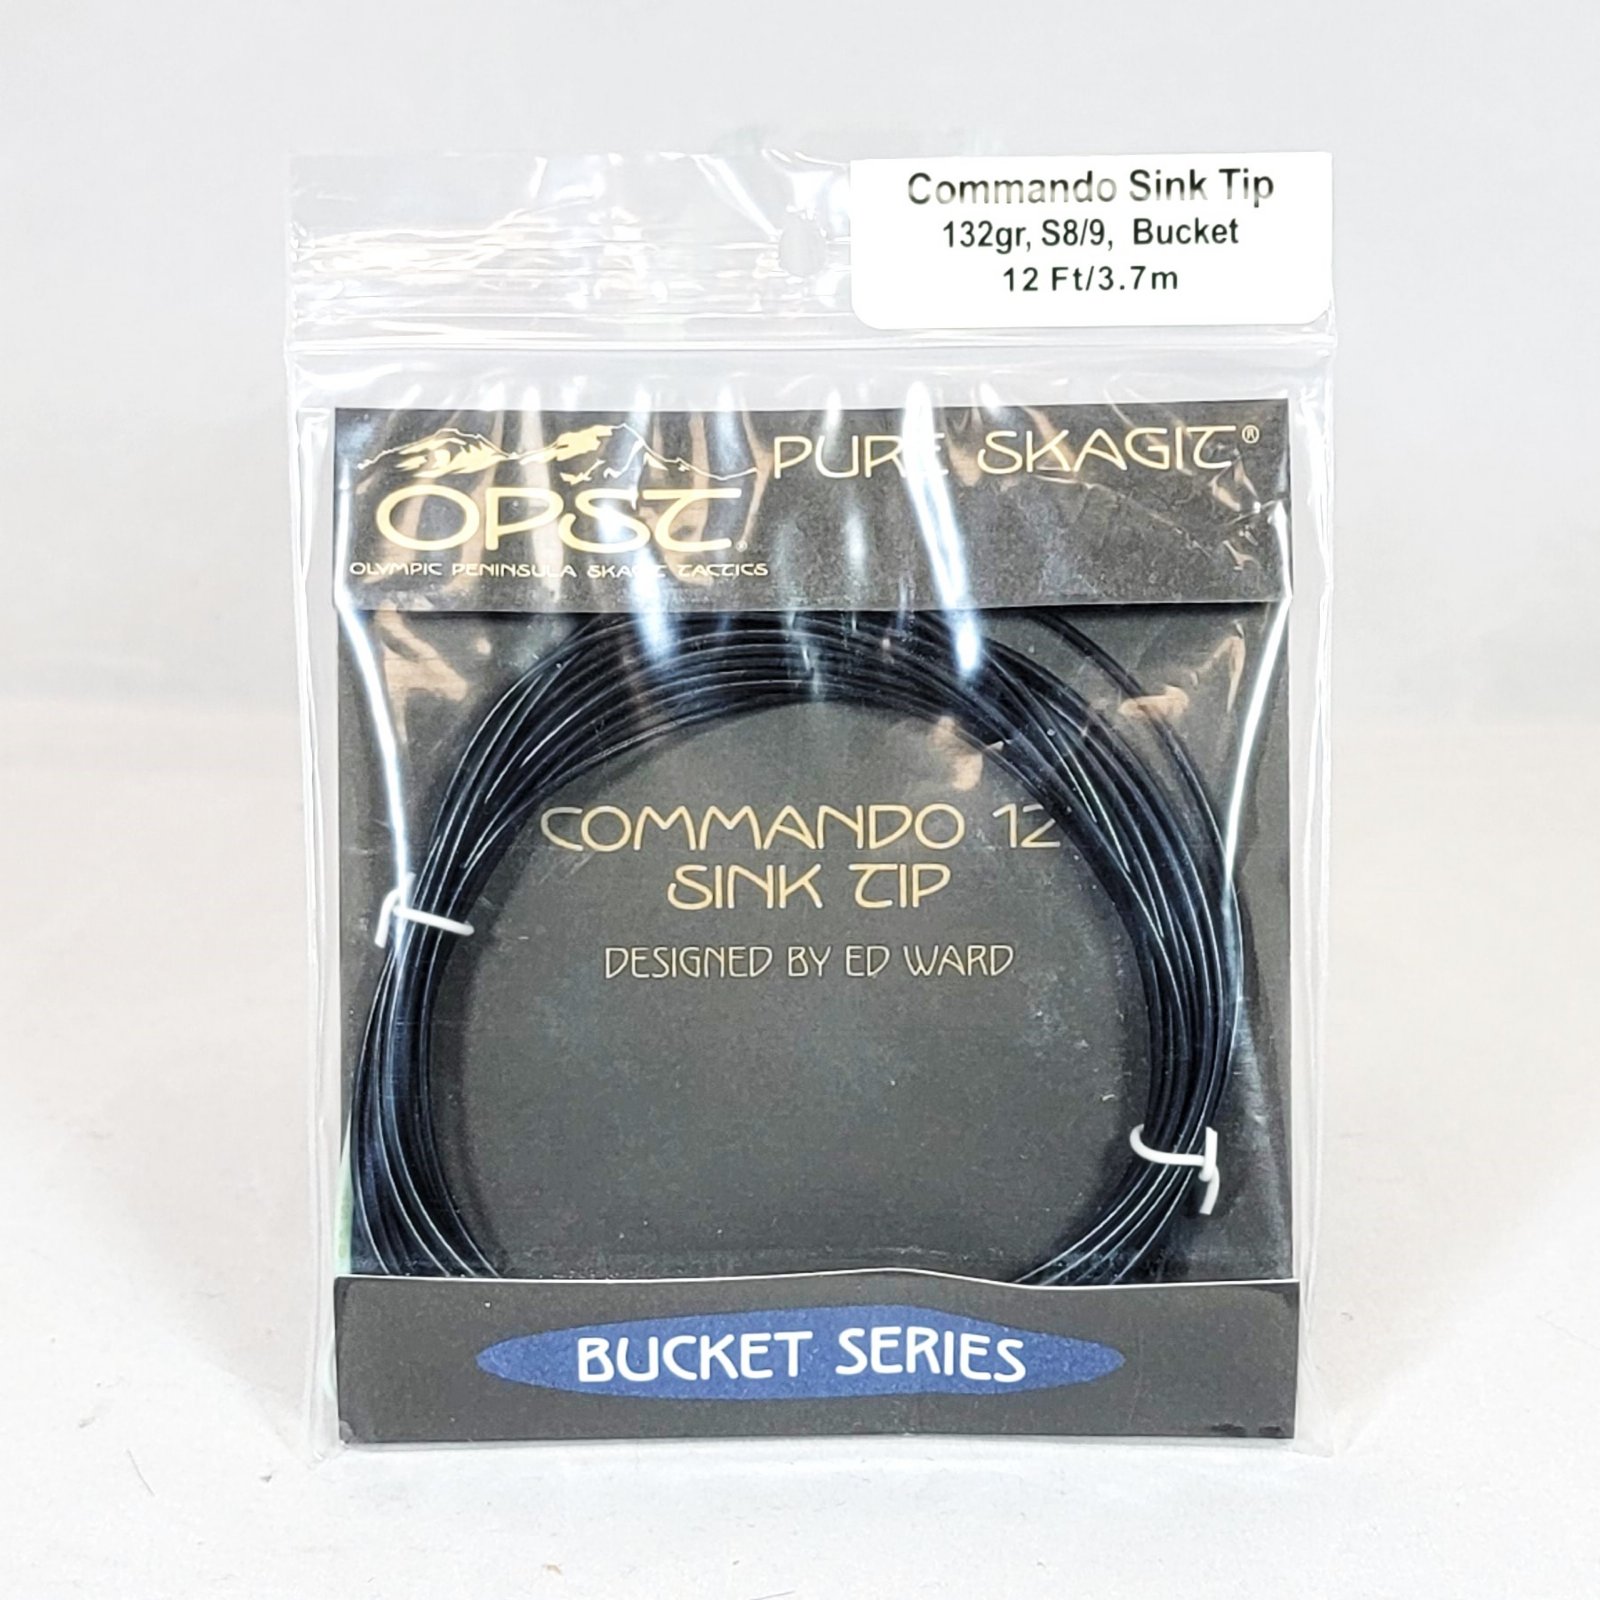 Commando Sink Tip
132gr, S8/9, Bucket
12 Ft/3.7m
PURE SKAGIT®
OPST®
OLYMPIC PENINSULA SKAGIT TACTICS
COMMANDO 12
SINK TIP
DESIGNED BY ED WARD
BUCKET SERIES